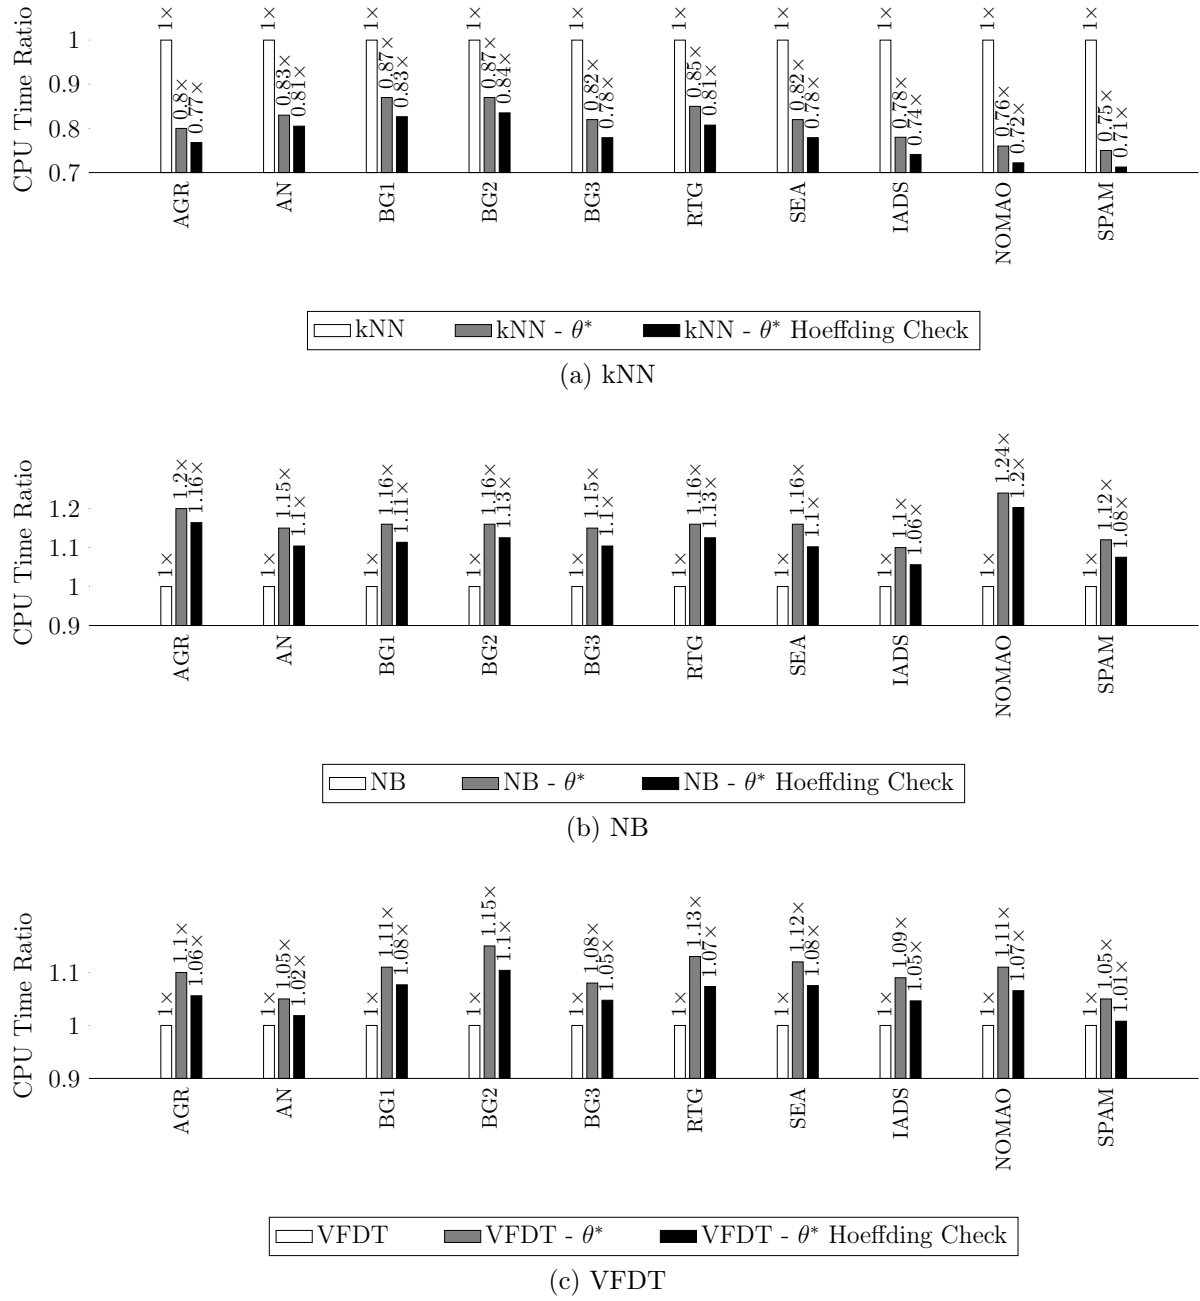 CPU Time Ratio
1
0.9
0.8
0.7
1×
0.8×
0.77×
1×
0.83×
0.81×
1×
0.87×
0.83×
1×
0.87×
0.84×
1×
0.82×
0.78×
1×
0.85×
0.81×
1×
0.82×
0.78×
1×
0.78×
0.74×
1×
0.76×
0.72×
1×
0.75×
0.71×
AGR
AN
BG1
BG2
BG3
RTG
SEA
IADS
NOMAO
SPAM
kNN kNN - θ* kNN - θ* Hoeffding Check
(a) kNN
CPU Time Ratio
1.2
1.1
1
0.9
1×
1.2×
1.16×
1×
1.15×
1.1×
1×
1.16×
1.11×
1×
1.16×
1.13×
1×
1.15×
1.1×
1×
1.16×
1.13×
1×
1.16×
1.1×
1×
1.1×
1.06×
1×
1.24×
1.2×
1×
1.12×
1.08×
AGR
AN
BG1
BG2
BG3
RTG
SEA
IADS
NOMAO
SPAM
NB NB - θ* NB - θ* Hoeffding Check
(b) NB
CPU Time Ratio
1.1
1
0.9
1×
1.1×
1.06×
1×
1.05×
1.02×
1×
1.11×
1.08×
1×
1.15×
1.1×
1×
1.08×
1.05×
1×
1.13×
1.07×
1×
1.12×
1.08×
1×
1.09×
1.05×
1×
1.11×
1.07×
1×
1.05×
1.01×
AGR
AN
BG1
BG2
BG3
RTG
SEA
IADS
NOMAO
SPAM
VFDT VFDT - θ* VFDT - θ* Hoeffding Check
(c) VFDT